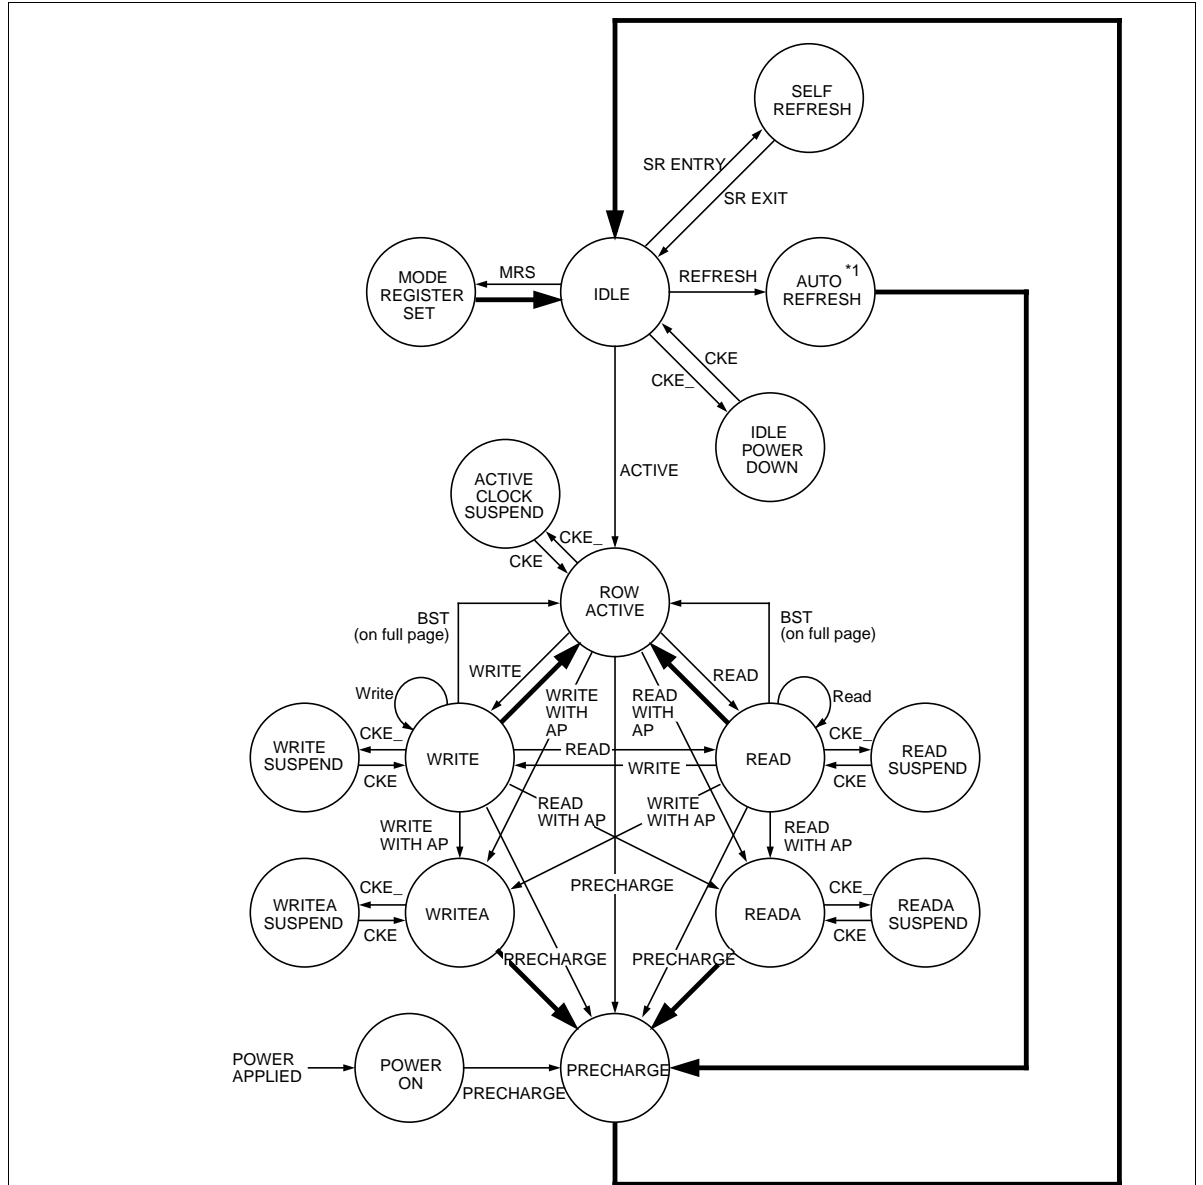 SELF
REFRESH
SR ENTRY
SR EXIT
MODE
REGISTER
SET
MRS
IDLE
REFRESH
AUTO *1
REFRESH
CKE
CKE_
IDLE
POWER
DOWN
ACTIVE
ACTIVE
CLOCK
SUSPEND
CKE_
CKE
ROW
ACTIVE
BST
(on full page)
BST
(on full page)
WRITE
READ
Write
WRITE
WITH
AP
READ
WITH
AP
Read
WRITE
SUSPEND
CKE_
CKE
WRITE
READ
WRITE
READ
CKE_
CKE
READ
SUSPEND
WRITE
WITH AP
READ
WITH AP
WRITE
WITH AP
READ
WITH AP
PRECHARGE
WRITEA
SUSPEND
CKE_
CKE
WRITEA
READA
CKE_
CKE
READA
SUSPEND
PRECHARGE
PRECHARGE
POWER
APPLIED
POWER
ON
PRECHARGE
PRECHARGE